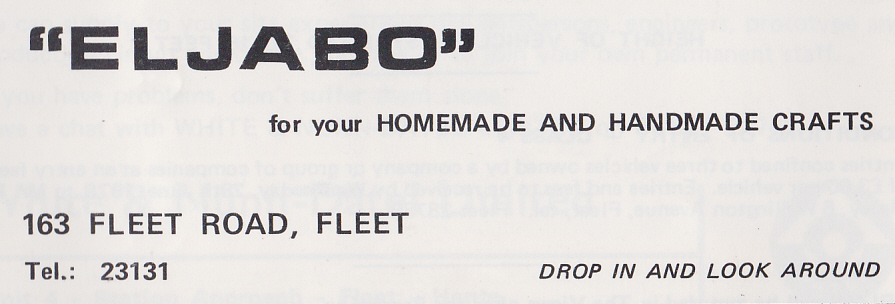 "ELJABO"
for your HOMEMADE AND HANDMADE CRAFTS
163 FLEET ROAD, FLEET
Tel.: 23131
DROP IN AND LOOK AROUND